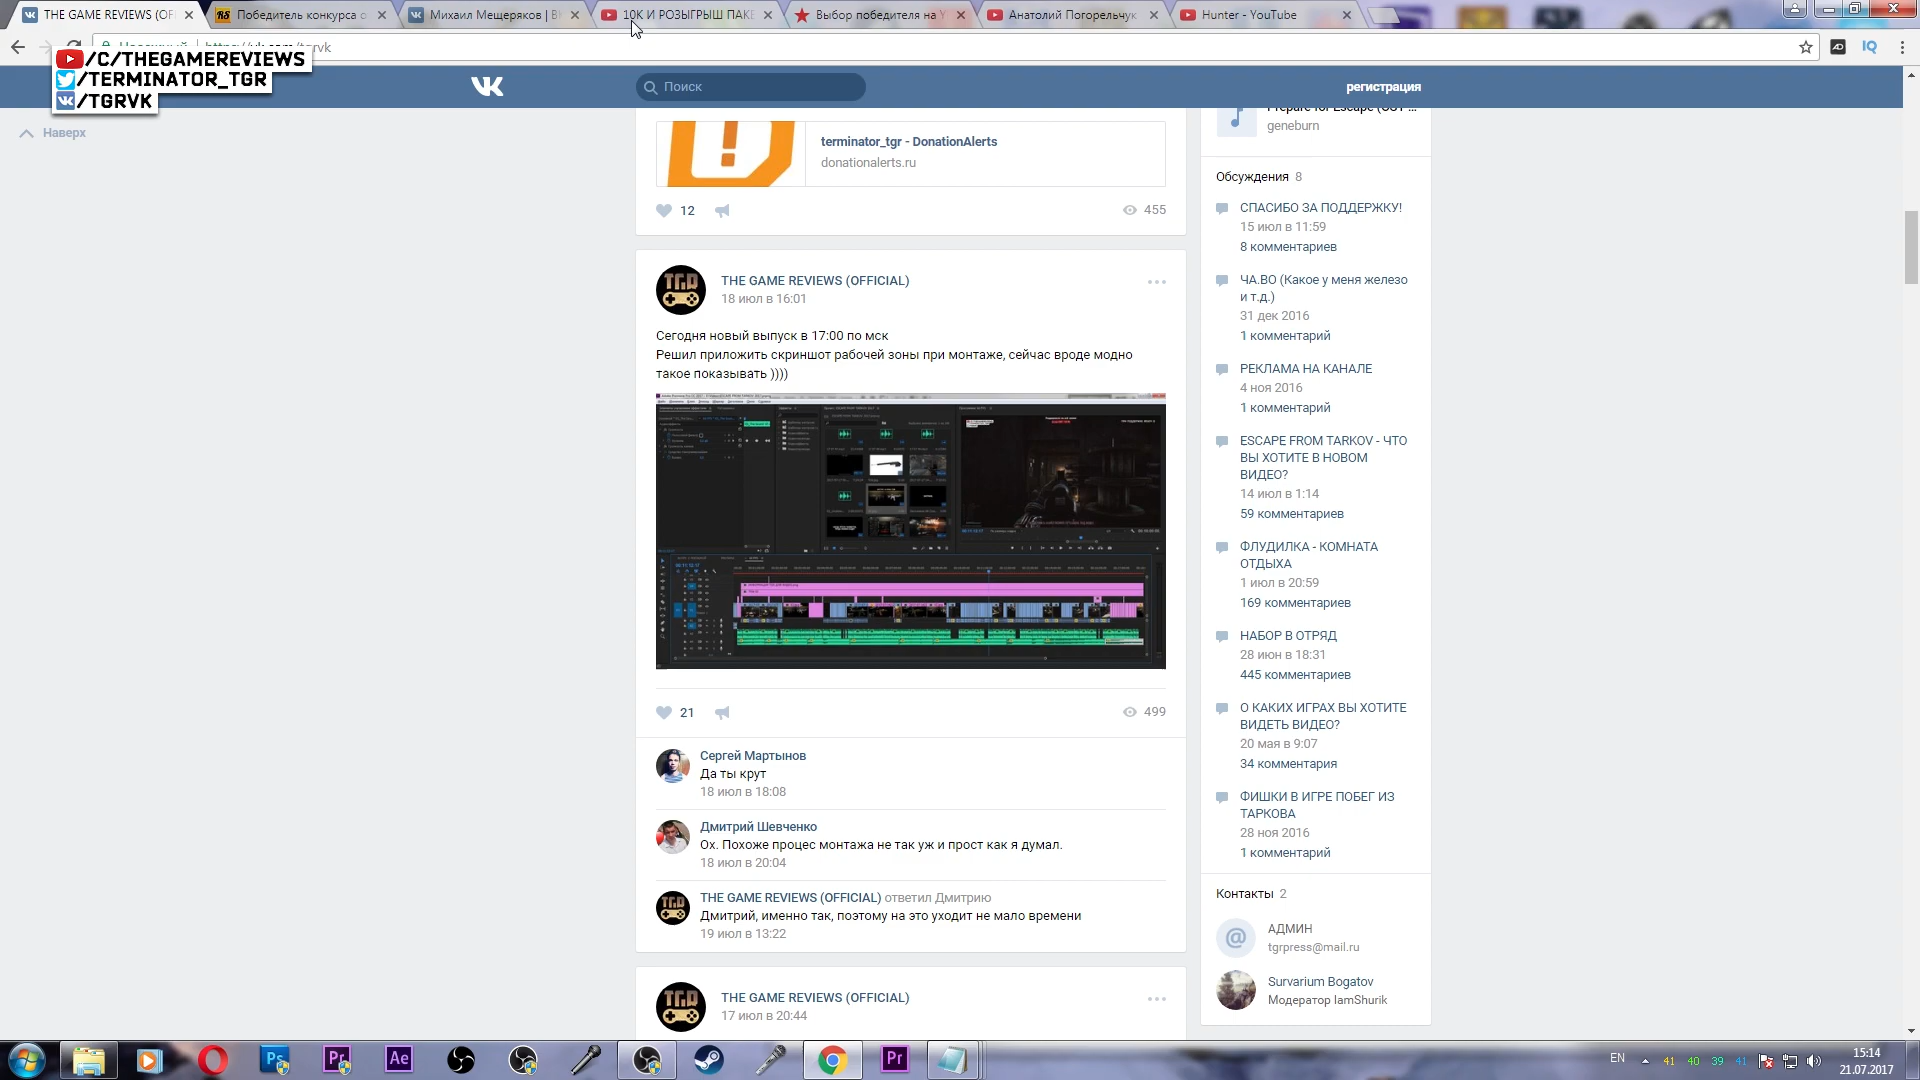 THE GAME REVIEWS (OF
Победитель конкурса о
Михаил Мещеряков | В
10К И РОЗЫГРЫШ ПАКЕ
Выбор победителя на Y
Анатолий Погорельчук
Hunter - YouTube
/C/THEGAMEREVIEWS
/TERMINATOR_TGR
/TGRVK
Поиск
регистрация
Наверх
terminator_tgr - DonationAlerts
donationalerts.ru
12
455
THE GAME REVIEWS (OFFICIAL)
18 июл в 16:01
Сегодня новый выпуск в 17:00 по мск
Решил приложить скриншот рабочей зоны при монтаже, сейчас вроде модно
такое показывать ))))
21
499
Сергей Мартынов
Да ты крут
18 июл в 18:08
Дмитрий Шевченко
Ох. Похоже процес монтажа не так уж и прост как я думал.
18 июл в 20:04
THE GAME REVIEWS (OFFICIAL) ответил Дмитрию
Дмитрий, именно так, поэтому на это уходит не мало времени
19 июл в 13:22
THE GAME REVIEWS (OFFICIAL)
17 июл в 20:44
geneburn
Обсуждения 8
СПАСИБО ЗА ПОДДЕРЖКУ!
15 июл в 11:59
8 комментариев
ЧА.ВО (Какое у меня железо
и т.д.)
31 дек 2016
1 комментарий
РЕКЛАМА НА КАНАЛЕ
4 ноя 2016
1 комментарий
ESCAPE FROM TARKOV - ЧТО
ВЫ ХОТИТЕ В НОВОМ
ВИДЕО?
14 июл в 1:14
59 комментариев
ФЛУДИЛКА - КОМНАТА
ОТДЫХА
1 июл в 20:59
169 комментариев
НАБОР В ОТРЯД
28 июн в 18:31
445 комментариев
О КАКИХ ИГРАХ ВЫ ХОТИТЕ
ВИДЕТЬ ВИДЕО?
20 мая в 9:07
34 комментария
ФИШКИ В ИГРЕ ПОБЕГ ИЗ
ТАРКОВА
28 ноя 2016
1 комментарий
Контакты 2
АДМИН
tgrpress@mail.ru
Survarium Bogatov
Модератор IamShurik
Ps
Pr
Ae
Pr
EN
41 40 39 41
15:14
21.07.2017